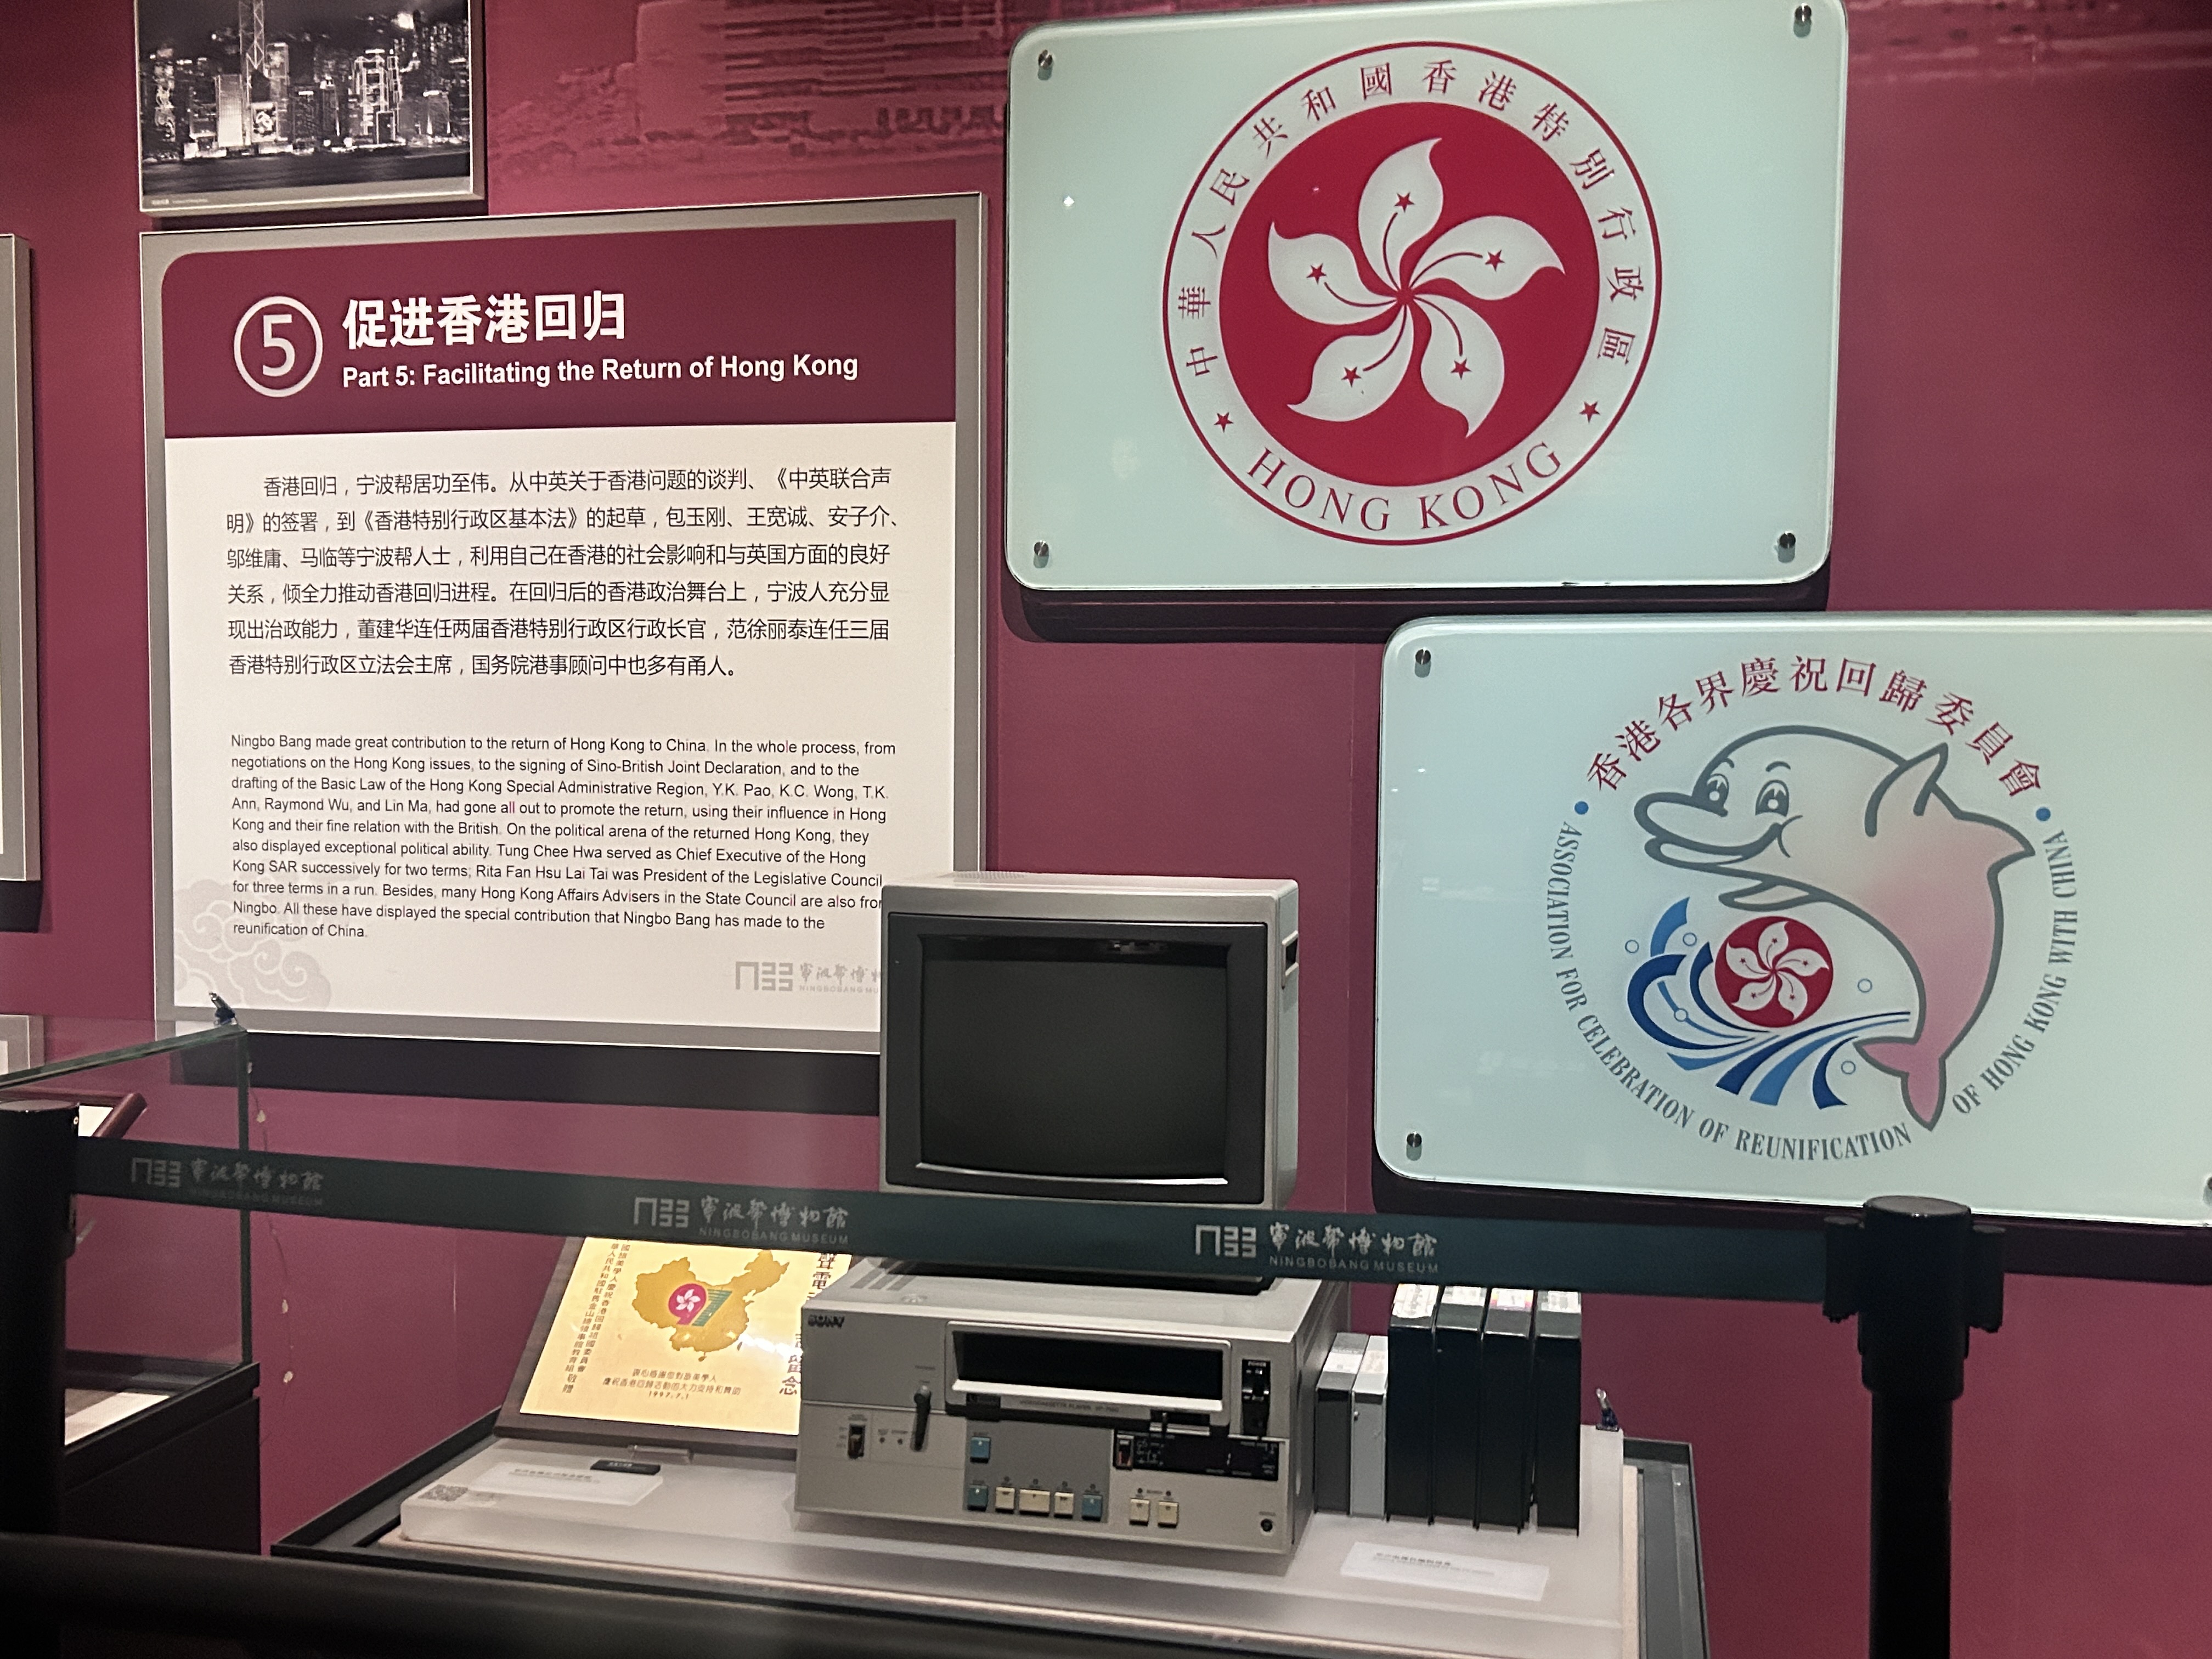 5
促进香港回归
Part 5: Facilitating the Return of Hong Kong
香港回归，宁波帮居功至伟。从中英关于香港问题的谈判、《中英联合声
明》的签署，到《香港特别行政区基本法》的起草，包玉刚、王宽诚、安子介、
邬维庸、马临等宁波帮人士，利用自己在香港的社会影响和与英国方面的良好
关系，倾全力推动香港回归进程。在回归后的香港政治舞台上，宁波人充分显
现出治政能力，董建华连任两届香港特别行政区行政长官，范徐丽泰连任三届
香港特别行政区立法会主席，国务院港事顾问中也多有甬人。
Ningbo Bang made great contribution to the return of Hong Kong to China. In the whole process, from
negotiations on the Hong Kong issues, to the signing of Sino-British Joint Declaration, and to the
drafting of the Basic Law of the Hong Kong Special Administrative Region, Y.K. Pao, K.C. Wong, T.K.
Ann, Raymond Wu, and Lin Ma, had gone all out to promote the return, using their influence in Hong
Kong and their fine relation with the British. On the political arena of the returned Hong Kong, they
also displayed exceptional political ability. Tung Chee Hwa served as Chief Executive of the Hong
Kong SAR successively for two terms; Rita Fan Hsu Lai Tai was President of the Legislative Council
for three terms in a run. Besides, many Hong Kong Affairs Advisers in the State Council are also from
Ningbo. All these have displayed the special contribution that Ningbo Bang has made to the
reunification of China.
寧波幫博物
NINGBOBANG MU
中華人民共和國香港特別行政區
HONG KONG
香港各界慶祝回歸委員會
ASSOCIATION FOR CELEBRATION OF REUNIFICATION OF HONG KONG WITH CHINA
寧波幫博物館
NINGBOBANG MUSEUM
寧波幫博物館
NINGBOBANG MUSEUM
寧波幫博物館
NINGBOBANG MUSEUM
敬贈
念
1997.7.1
SONY